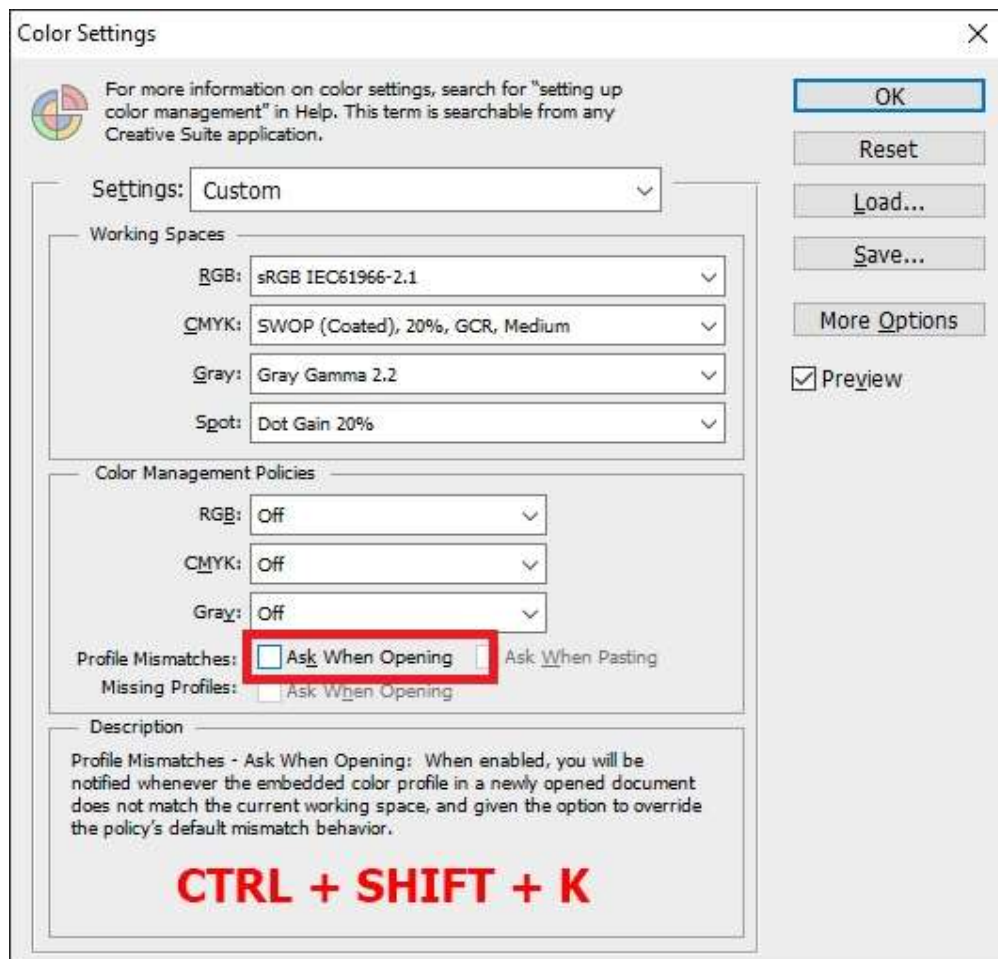 Color Settings
For more information on color settings, search for "setting up
color management" in Help. This term is searchable from any
Creative Suite application.
OK
Reset
Load...
Save...
More Options
Preview
Settings: Custom
Working Spaces
RGB: sRGB IEC61966-2.1
CMYK: SWOP (Coated), 20%, GCR, Medium
Gray: Gray Gamma 2.2
Spot: Dot Gain 20%
Color Management Policies
RGB: Off
CMYK: Off
Gray: Off
Profile Mismatches: Ask When Opening Ask When Pasting
Missing Profiles: Ask When Opening
Description
Profile Mismatches - Ask When Opening: When enabled, you will be
notified whenever the embedded color profile in a newly opened document
does not match the current working space, and given the option to override
the policy's default mismatch behavior.
CTRL + SHIFT + K